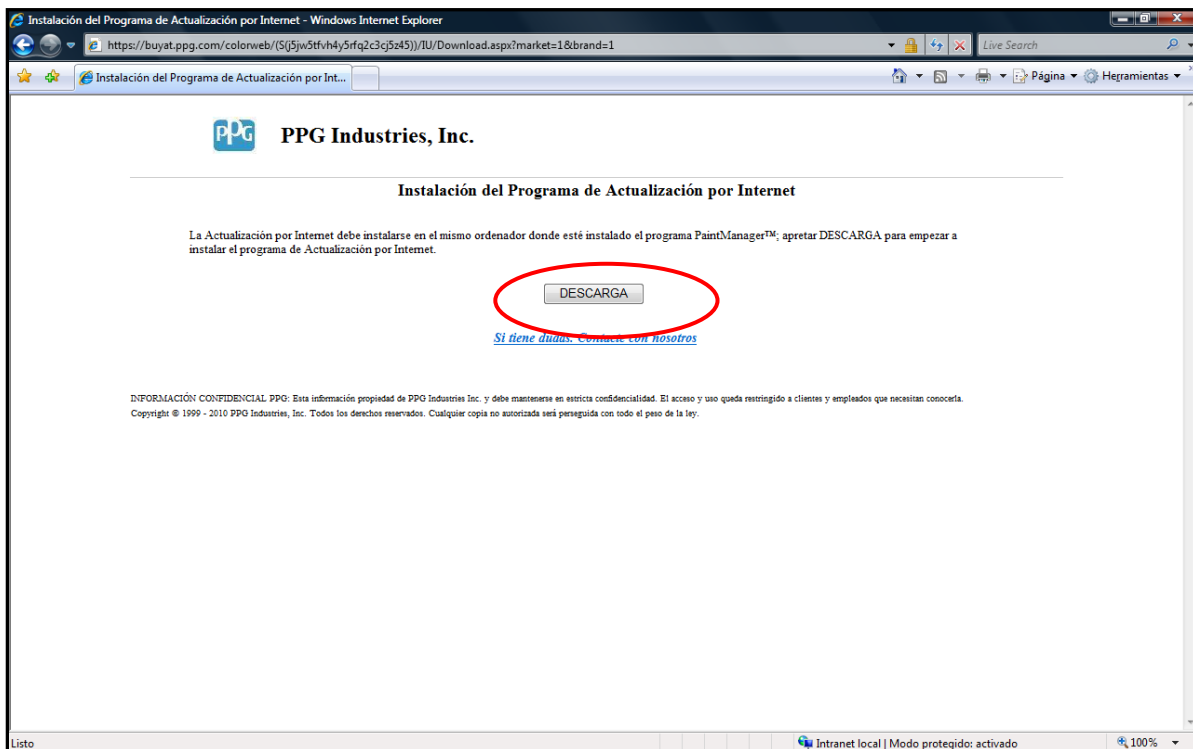 Instalación del Programa de Actualización por Internet - Windows Internet Explorer
https://buyat.ppg.com/colorweb/(S(j5jw5tfvh4y5rfq2c3cj5z45))/IU/Download.aspx?market=1&brand=1
Live Search
Instalación del Programa de Actualización por Int...
Página
Herramientas
PPG
PPG Industries, Inc.
Instalación del Programa de Actualización por Internet
La Actualización por Internet debe instalarse en el mismo ordenador donde esté instalado el programa PaintManager™; apretar DESCARGA para empezar a
instalar el programa de Actualización por Internet.
DESCARGA
Si tiene dudas. Contacte con nosotros
INFORMACIÓN CONFIDENCIAL PPG: Esta información propiedad de PPG Industries Inc. y debe mantenerse en estricta confidencialidad. El acceso y uso queda restringido a clientes y empleados que necesitan conocerla.
Copyright © 1999 - 2010 PPG Industries, Inc. Todos los derechos reservados. Cualquier copia no autorizada será perseguida con todo el peso de la ley.
Listo
Intranet local | Modo protegido: activado
100%